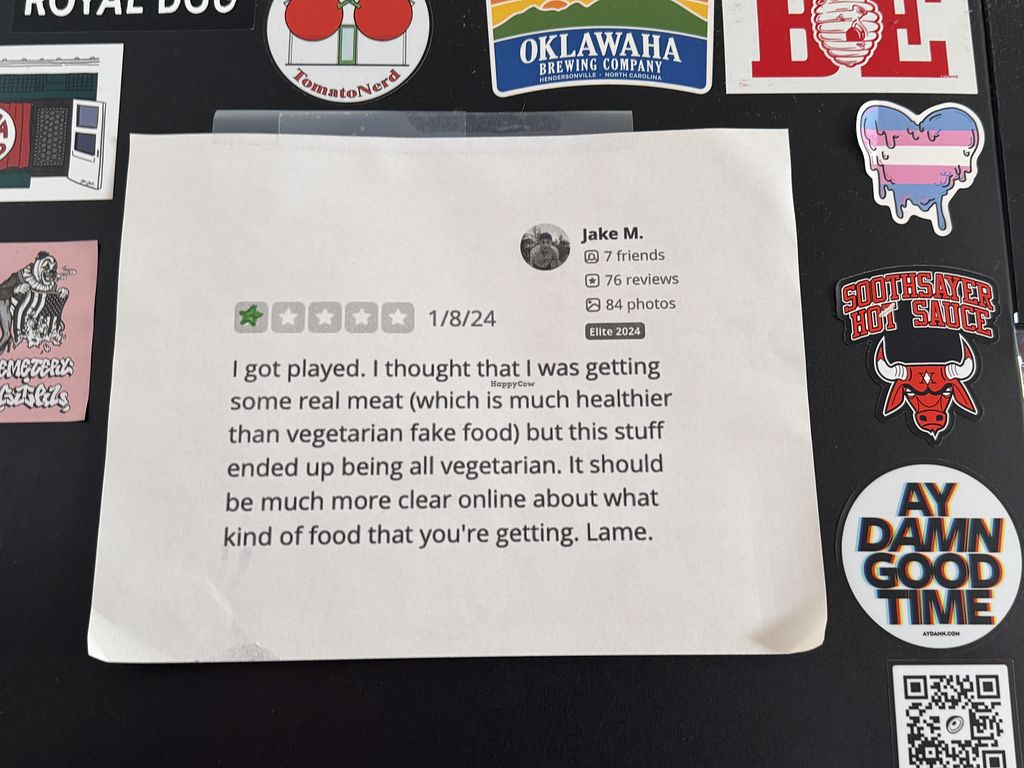 ROYAL DOG
TomatoNerd
OKLAWAHA
BREWING COMPANY
HENDERSONVILLE • NORTH CAROLINA
Jake M.
7 friends
76 reviews
84 photos
Elite 2024
1/8/24
I got played. I thought that I was getting
HappyCow
some real meat (which is much healthier
than vegetarian fake food) but this stuff
ended up being all vegetarian. It should
be much more clear online about what
kind of food that you're getting. Lame.
SOOTHSAYER
HOT SAUCE
AY
DAMN
GOOD
TIME
AYDAMN.COM